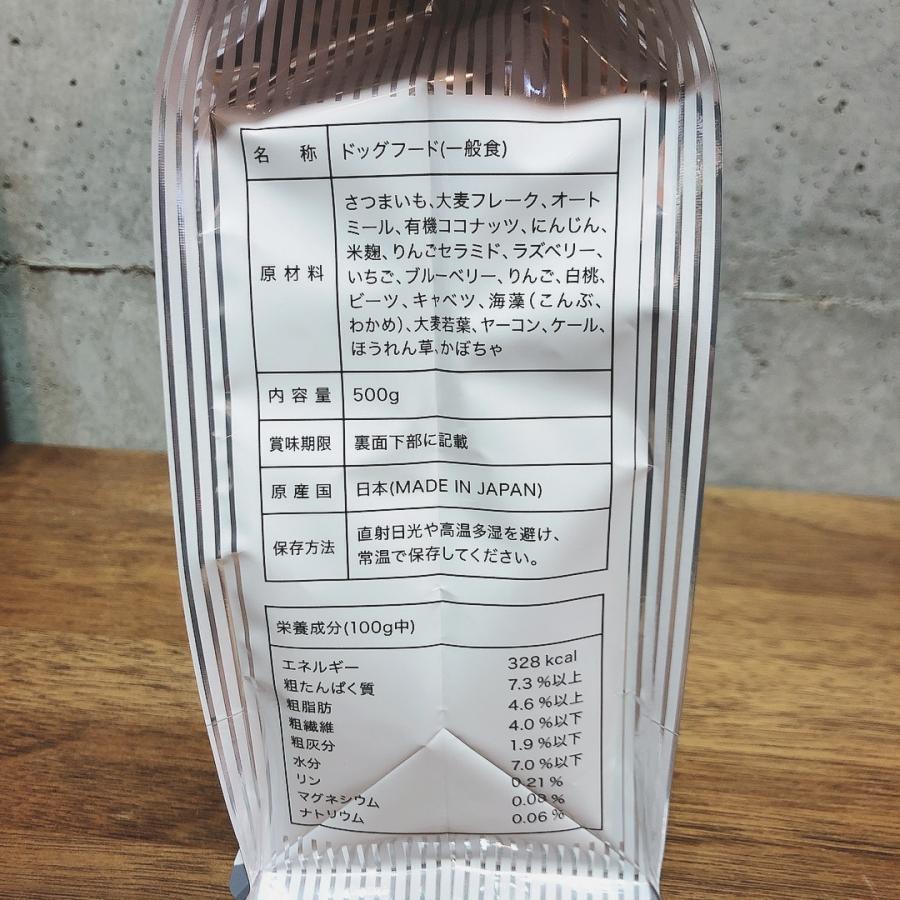 名 称 ドッグフード(一般食)
原材料
さつまいも、大麦フレーク、オート
ミール、有機ココナッツ、にんじん、
米麹、りんごセラミド、ラズベリー、
いちご、ブルーベリー、りんご、白桃、
ビーツ、キャベツ、海藻(こんぶ、
わかめ)、大麦若葉、ヤーコン、ケール、
ほうれん草、かぼちゃ
内容量 500g
賞味期限 裏面下部に記載
原産国 日本(MADE IN JAPAN)
保存方法
直射日光や高温多湿を避け、
常温で保存してください。
栄養成分(100g中)
エネルギー 328 kcal
粗たんぱく質 7.3 %以上
粗脂肪 4.6 %以上
粗繊維 4.0 %以下
粗灰分 1.9 %以下
水分 7.0 %以下
リン 0.21 %
マグネシウム 0.08 %
ナトリウム 0.06 %